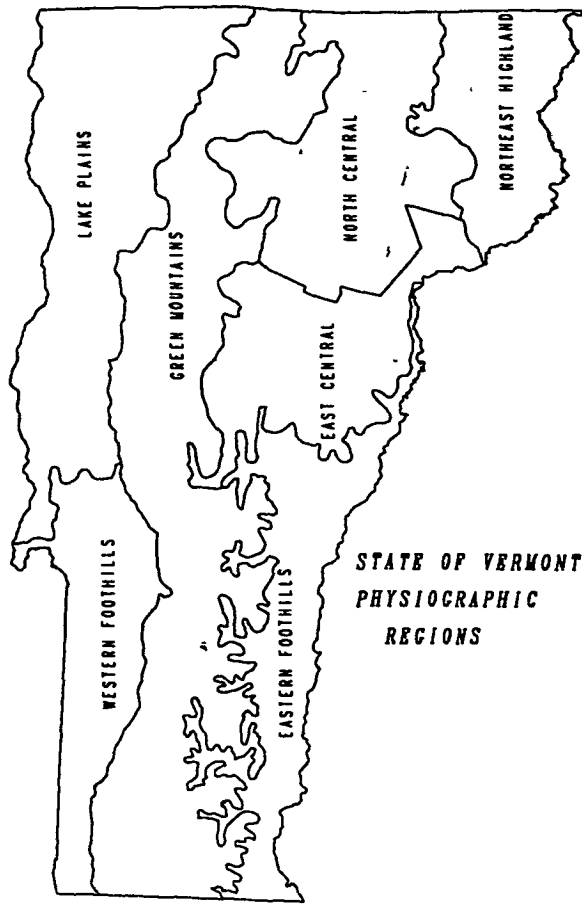 LAKE PLAINS
GREEN MOUNTAINS
NORTH CENTRAL
NORTHEAST HIGHLAND
EAST CENTRAL
WESTERN FOOTHILLS
EASTERN FOOTHILLS
STATE OF VERMONT
PHYSIOGRAPHIC
REGIONS